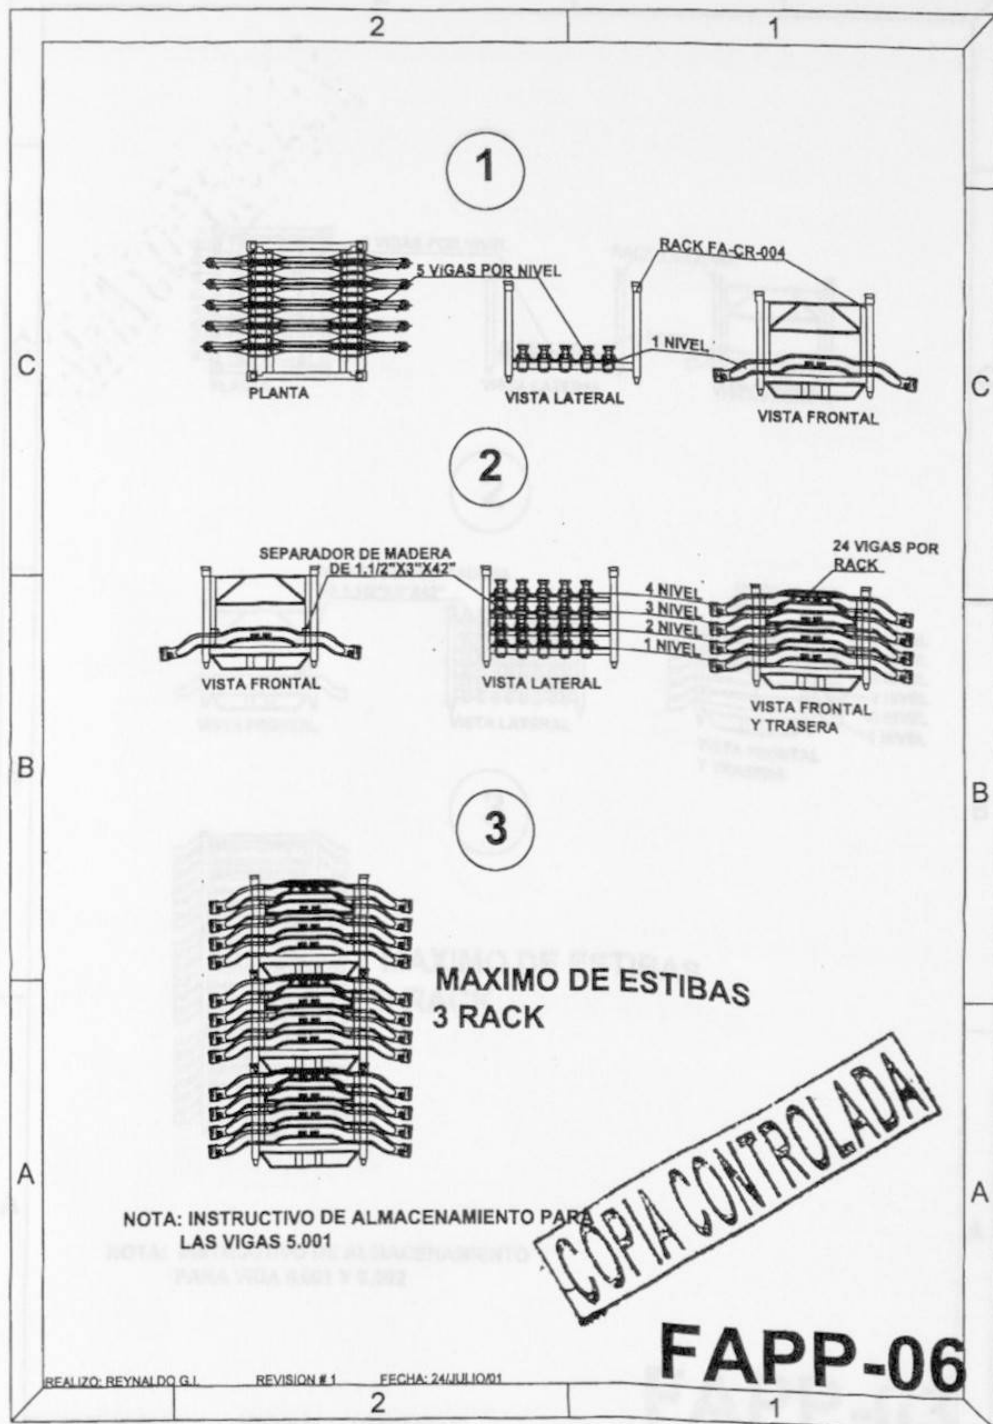 2
1
1
RACK FA-CR-004
5 VIGAS POR NIVEL
1 NIVEL
PLANTA
VISTA LATERAL
VISTA FRONTAL
C
C
2
SEPARADOR DE MADERA
DE 1.1/2"X3"X42"
24 VIGAS POR
RACK
4 NIVEL
3 NIVEL
2 NIVEL
1 NIVEL
VISTA FRONTAL
VISTA LATERAL
VISTA FRONTAL
Y TRASERA
B
B
3
MAXIMO DE ESTIBAS
3 RACK
A
A
NOTA: INSTRUCTIVO DE ALMACENAMIENTO PARA
LAS VIGAS 5.001
COPIA CONTROLADA
FAPP-06
REALIZO: REYNALDO G.I.
REVISION # 1
FECHA: 24/JULIO/01
2